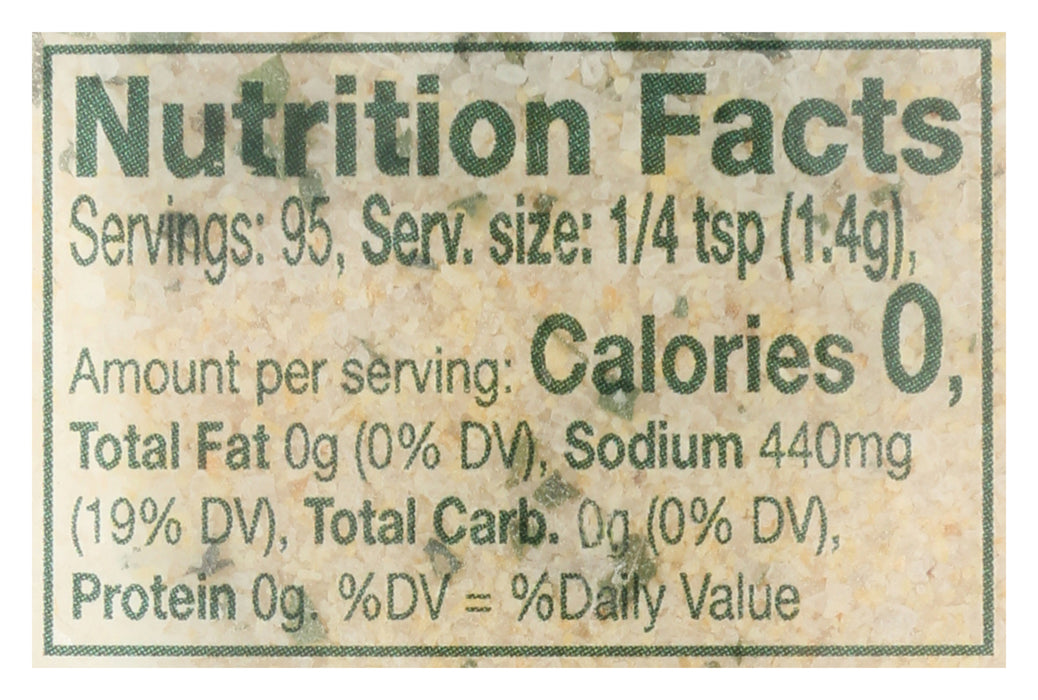 Nutrition Facts
Servings: 95, Serv. size: 1/4 tsp (1.4g),
Amount per serving: Calories 0,
Total Fat 0g (0% DV), Sodium 440mg
(19% DV), Total Carb. 0g (0% DV),
Protein 0g. %DV = %Daily Value